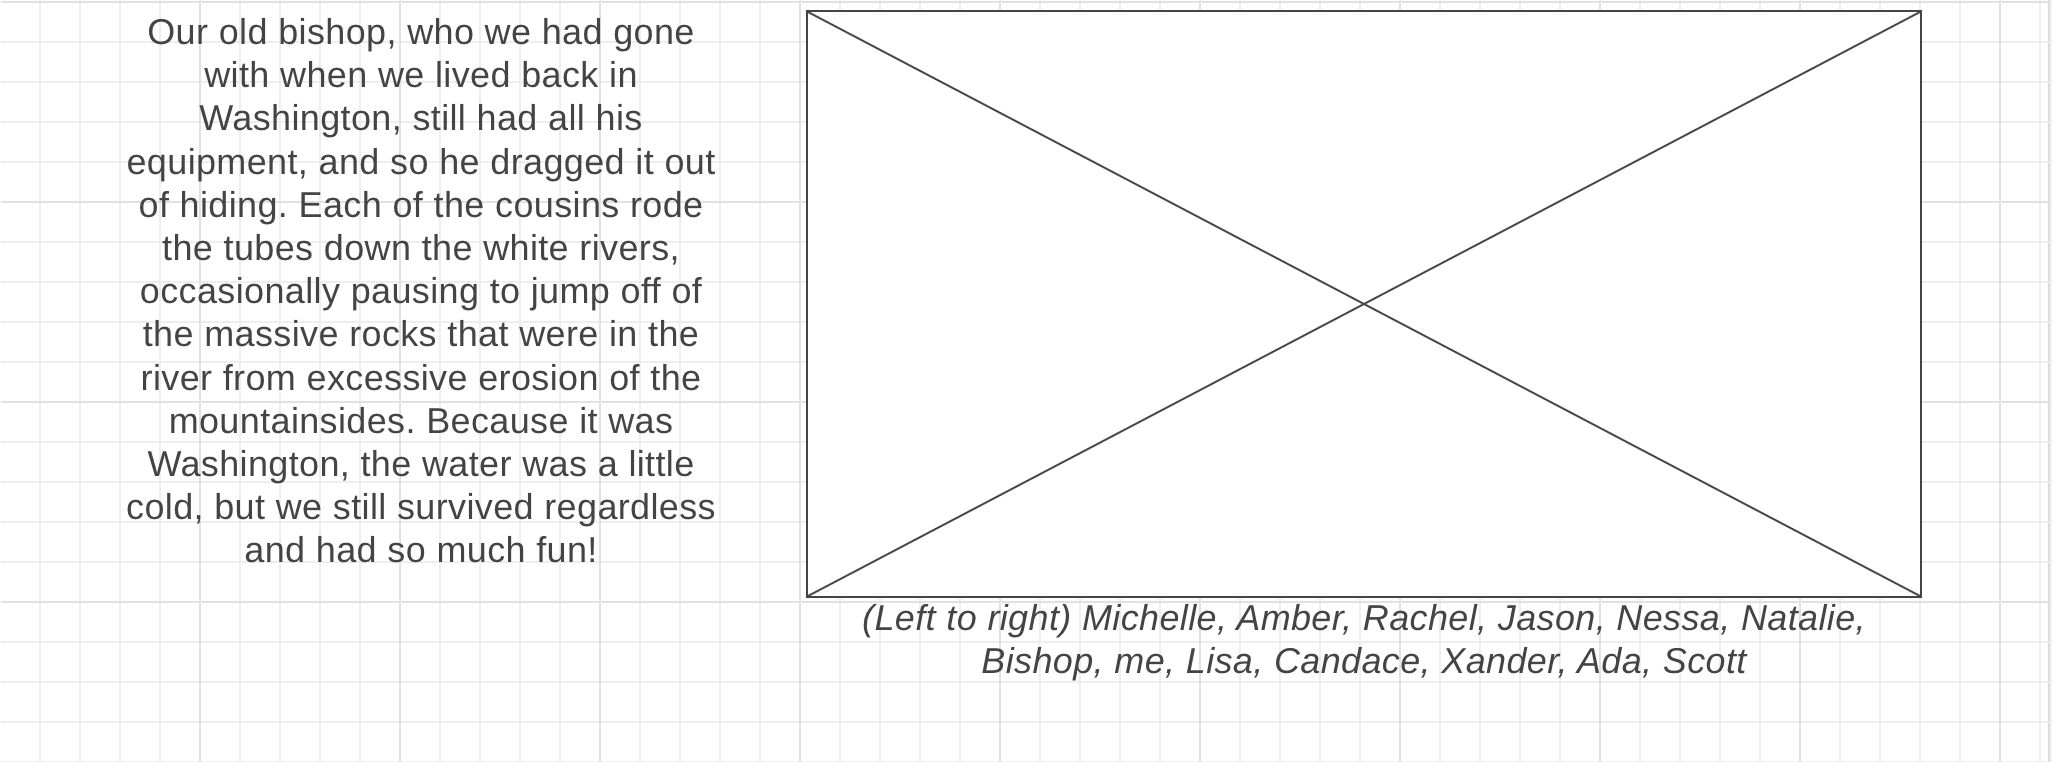 Our old bishop, who we had gone
with when we lived back in
Washington, still had all his
equipment, and so he dragged it out
of hiding. Each of the cousins rode
the tubes down the white rivers,
occasionally pausing to jump off of
the massive rocks that were in the
river from excessive erosion of the
mountainsides. Because it was
Washington, the water was a little
cold, but we still survived regardless
and had so much fun!
(Left to right) Michelle, Amber, Rachel, Jason, Nessa, Natalie,
Bishop, me, Lisa, Candace, Xander, Ada, Scott